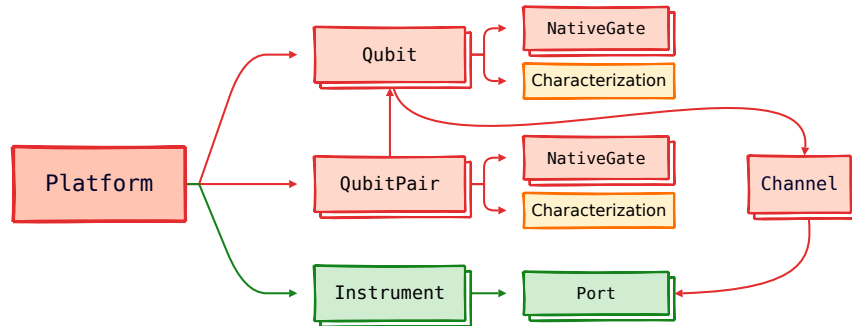 Platform
Qubit
NativeGate
Characterization
QubitPair
NativeGate
Characterization
Channel
Instrument
Port